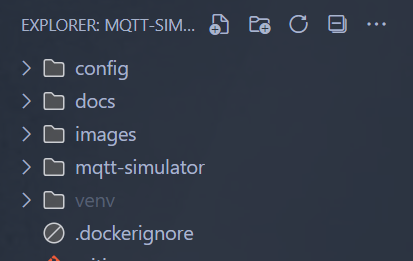 EXPLORER: MQTT-SIM...
config
docs
images
mqtt-simulator
venv
.dockerignore